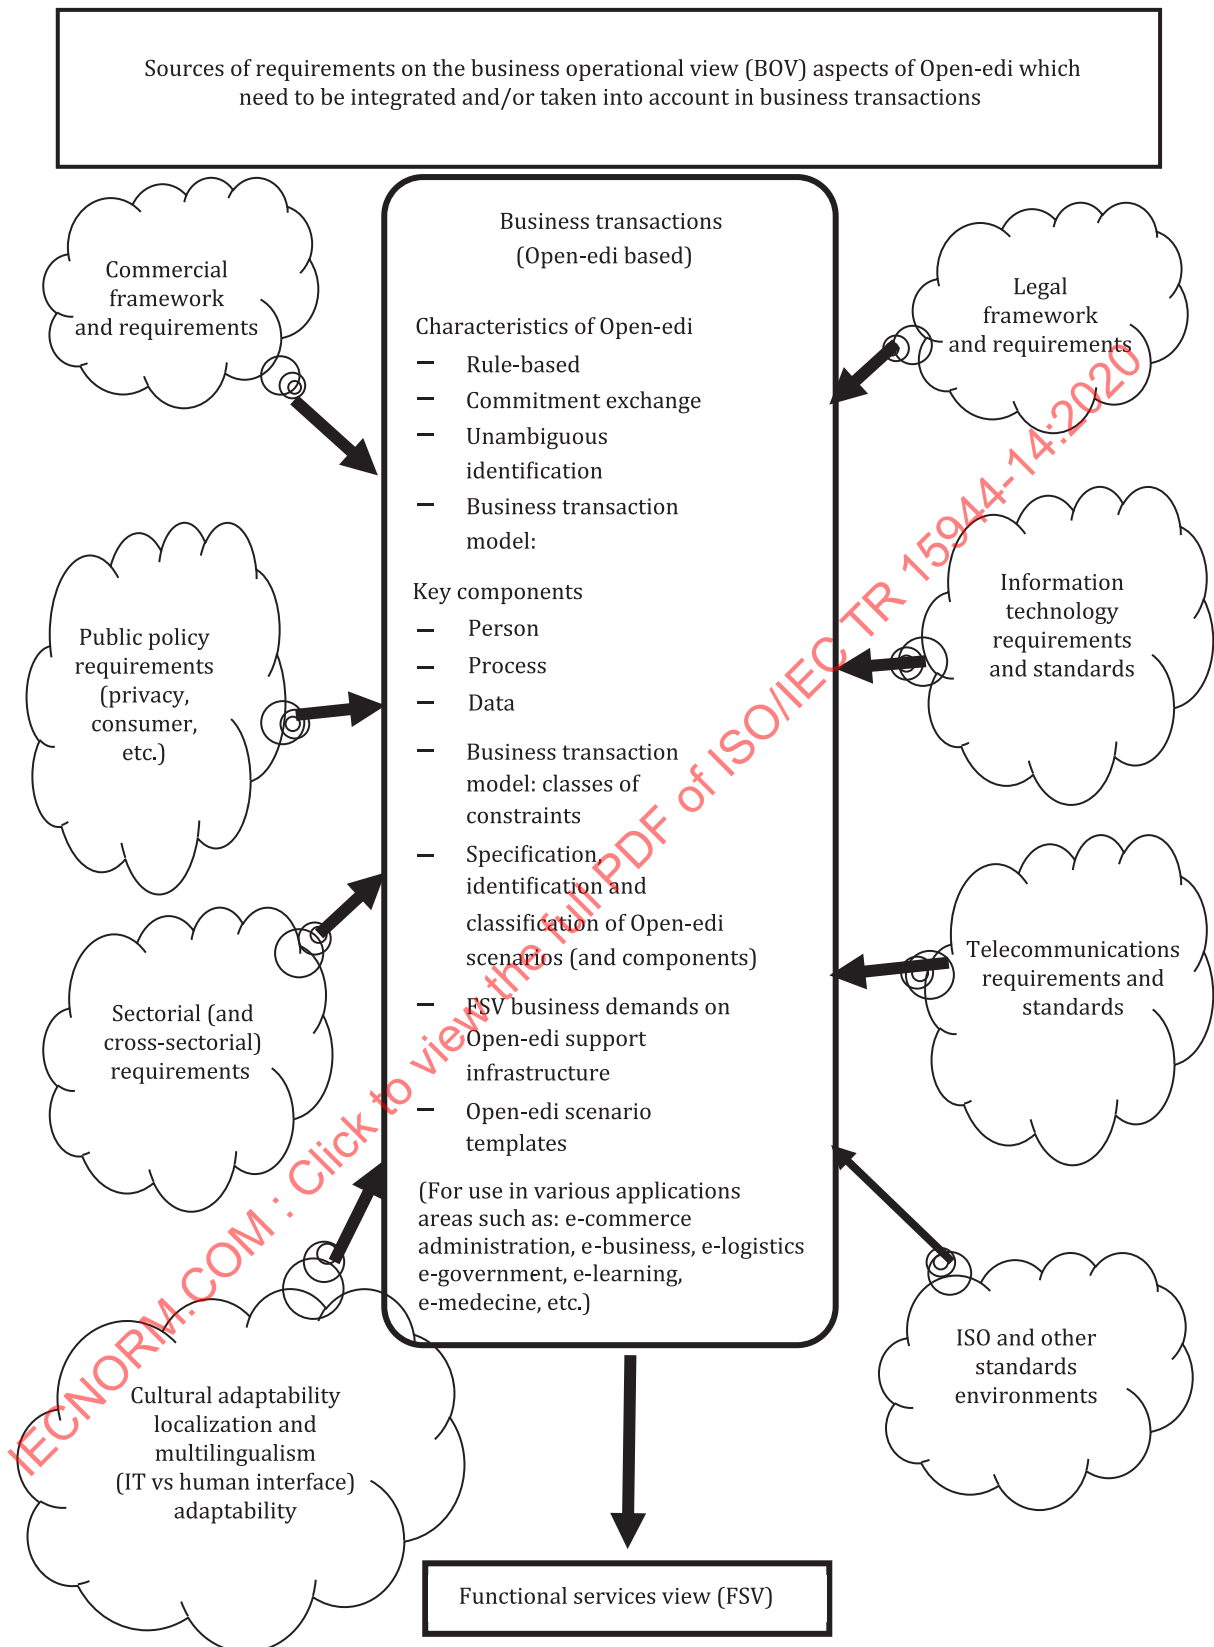 Sources of requirements on the business operational view (BOV) aspects of Open-edi which
need to be integrated and/or taken into account in business transactions
Commercial
framework
and requirements
Public policy
requirements
(privacy,
consumer,
etc.)
Sectorial (and
cross-sectorial)
requirements
Cultural adaptability
localization and
multilingualism
(IT vs human interface)
adaptability
Business transactions
(Open-edi based)
Characteristics of Open-edi
– Rule-based
– Commitment exchange
– Unambiguous
identification
– Business transaction
model:
Key components
– Person
– Process
– Data
– Business transaction
model: classes of
constraints
– Specification,
identification and
classification of Open-edi
scenarios (and components)
– FSV business demands on
Open-edi support
infrastructure
– Open-edi scenario
templates
(For use in various applications
areas such as: e-commerce
administration, e-business, e-logistics
e-government, e-learning,
e-medecine, etc.)
Legal
framework
and requirements
Information
technology
requirements
and standards
Telecommunications
requirements and
standards
ISO and other
standards
environments
Functional services view (FSV)
IECNORM.COM : Click to view the full PDF of ISO/IEC TR 15944-14:2020